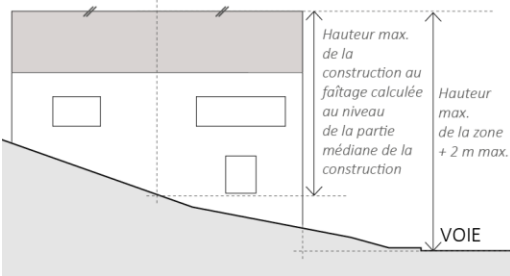 Hauteur max.
de la
construction au
faîtage calculée
au niveau
de la partie
médiane de la
construction
Hauteur
max.
de la zone
+ 2 m max.
VOIE